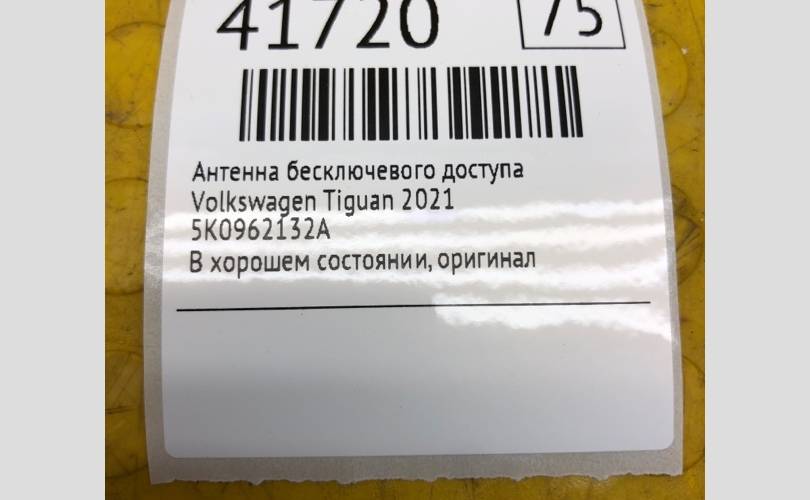 41720
75
Антенна бесключевого доступа
Volkswagen Tiguan 2021
5K0962132A
В хорошем состоянии, оригинал